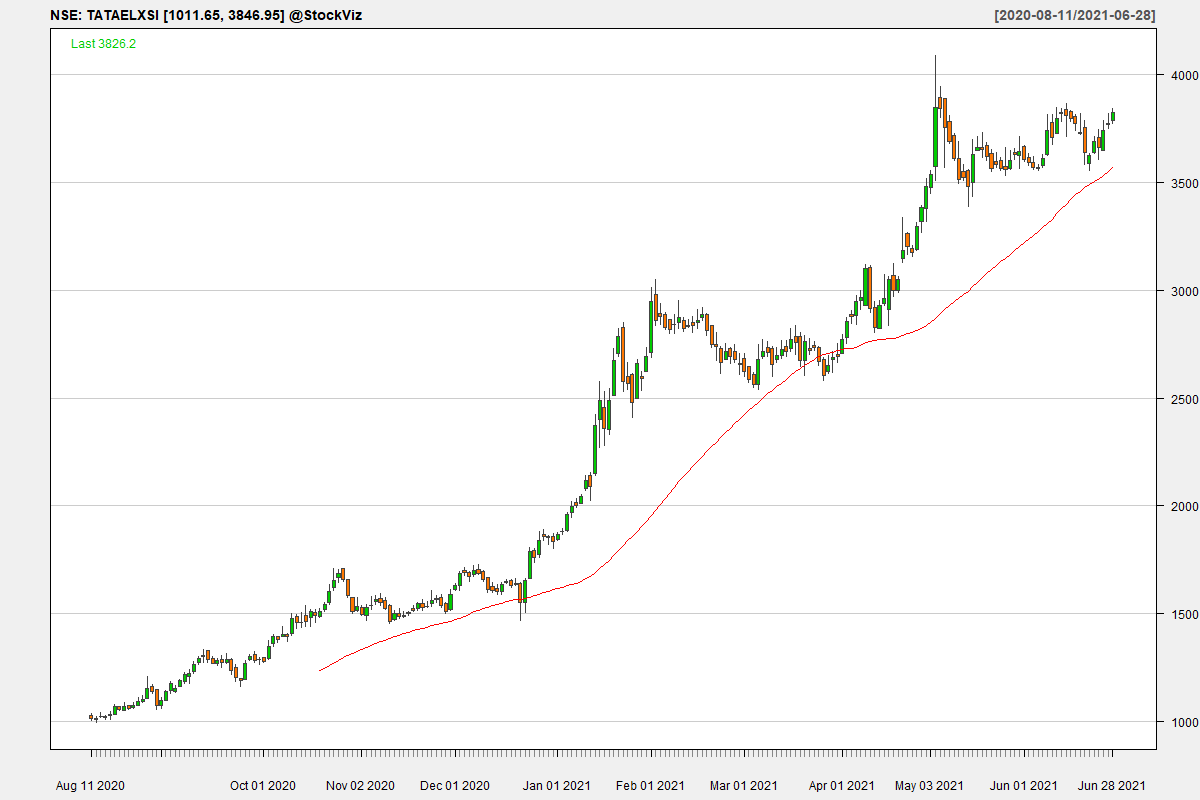 NSE: TATAELXSI [1011.65, 3846.95] @StockViz [2020-08-11/2021-06-28]
Last 3826.2
4000
3500
3000
2500
2000
1500
1000
Aug 11 2020 Oct 01 2020 Nov 02 2020 Dec 01 2020 Jan 01 2021 Feb 01 2021 Mar 01 2021 Apr 01 2021 May 03 2021 Jun 01 2021 Jun 28 2021